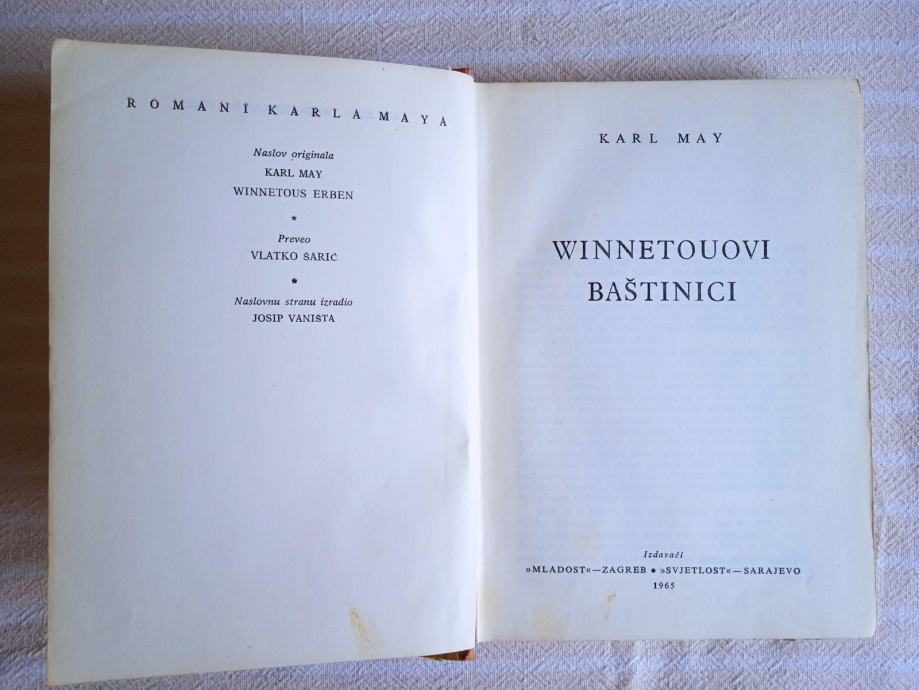 ROMANI KARLA MAYA
Naslov originala
KARL MAY
WINNETOUS ERBEN
*
Preveo
VLATKO ŠARIĆ
*
Naslovnu stranu izradio
JOSIP VANIŠTA
KARL MAY
WINNETOUOVI
BAŠTINICI
Izdavači
»MLADOST«—ZAGREB • »SVJETLOST«—SARAJEVO
1965